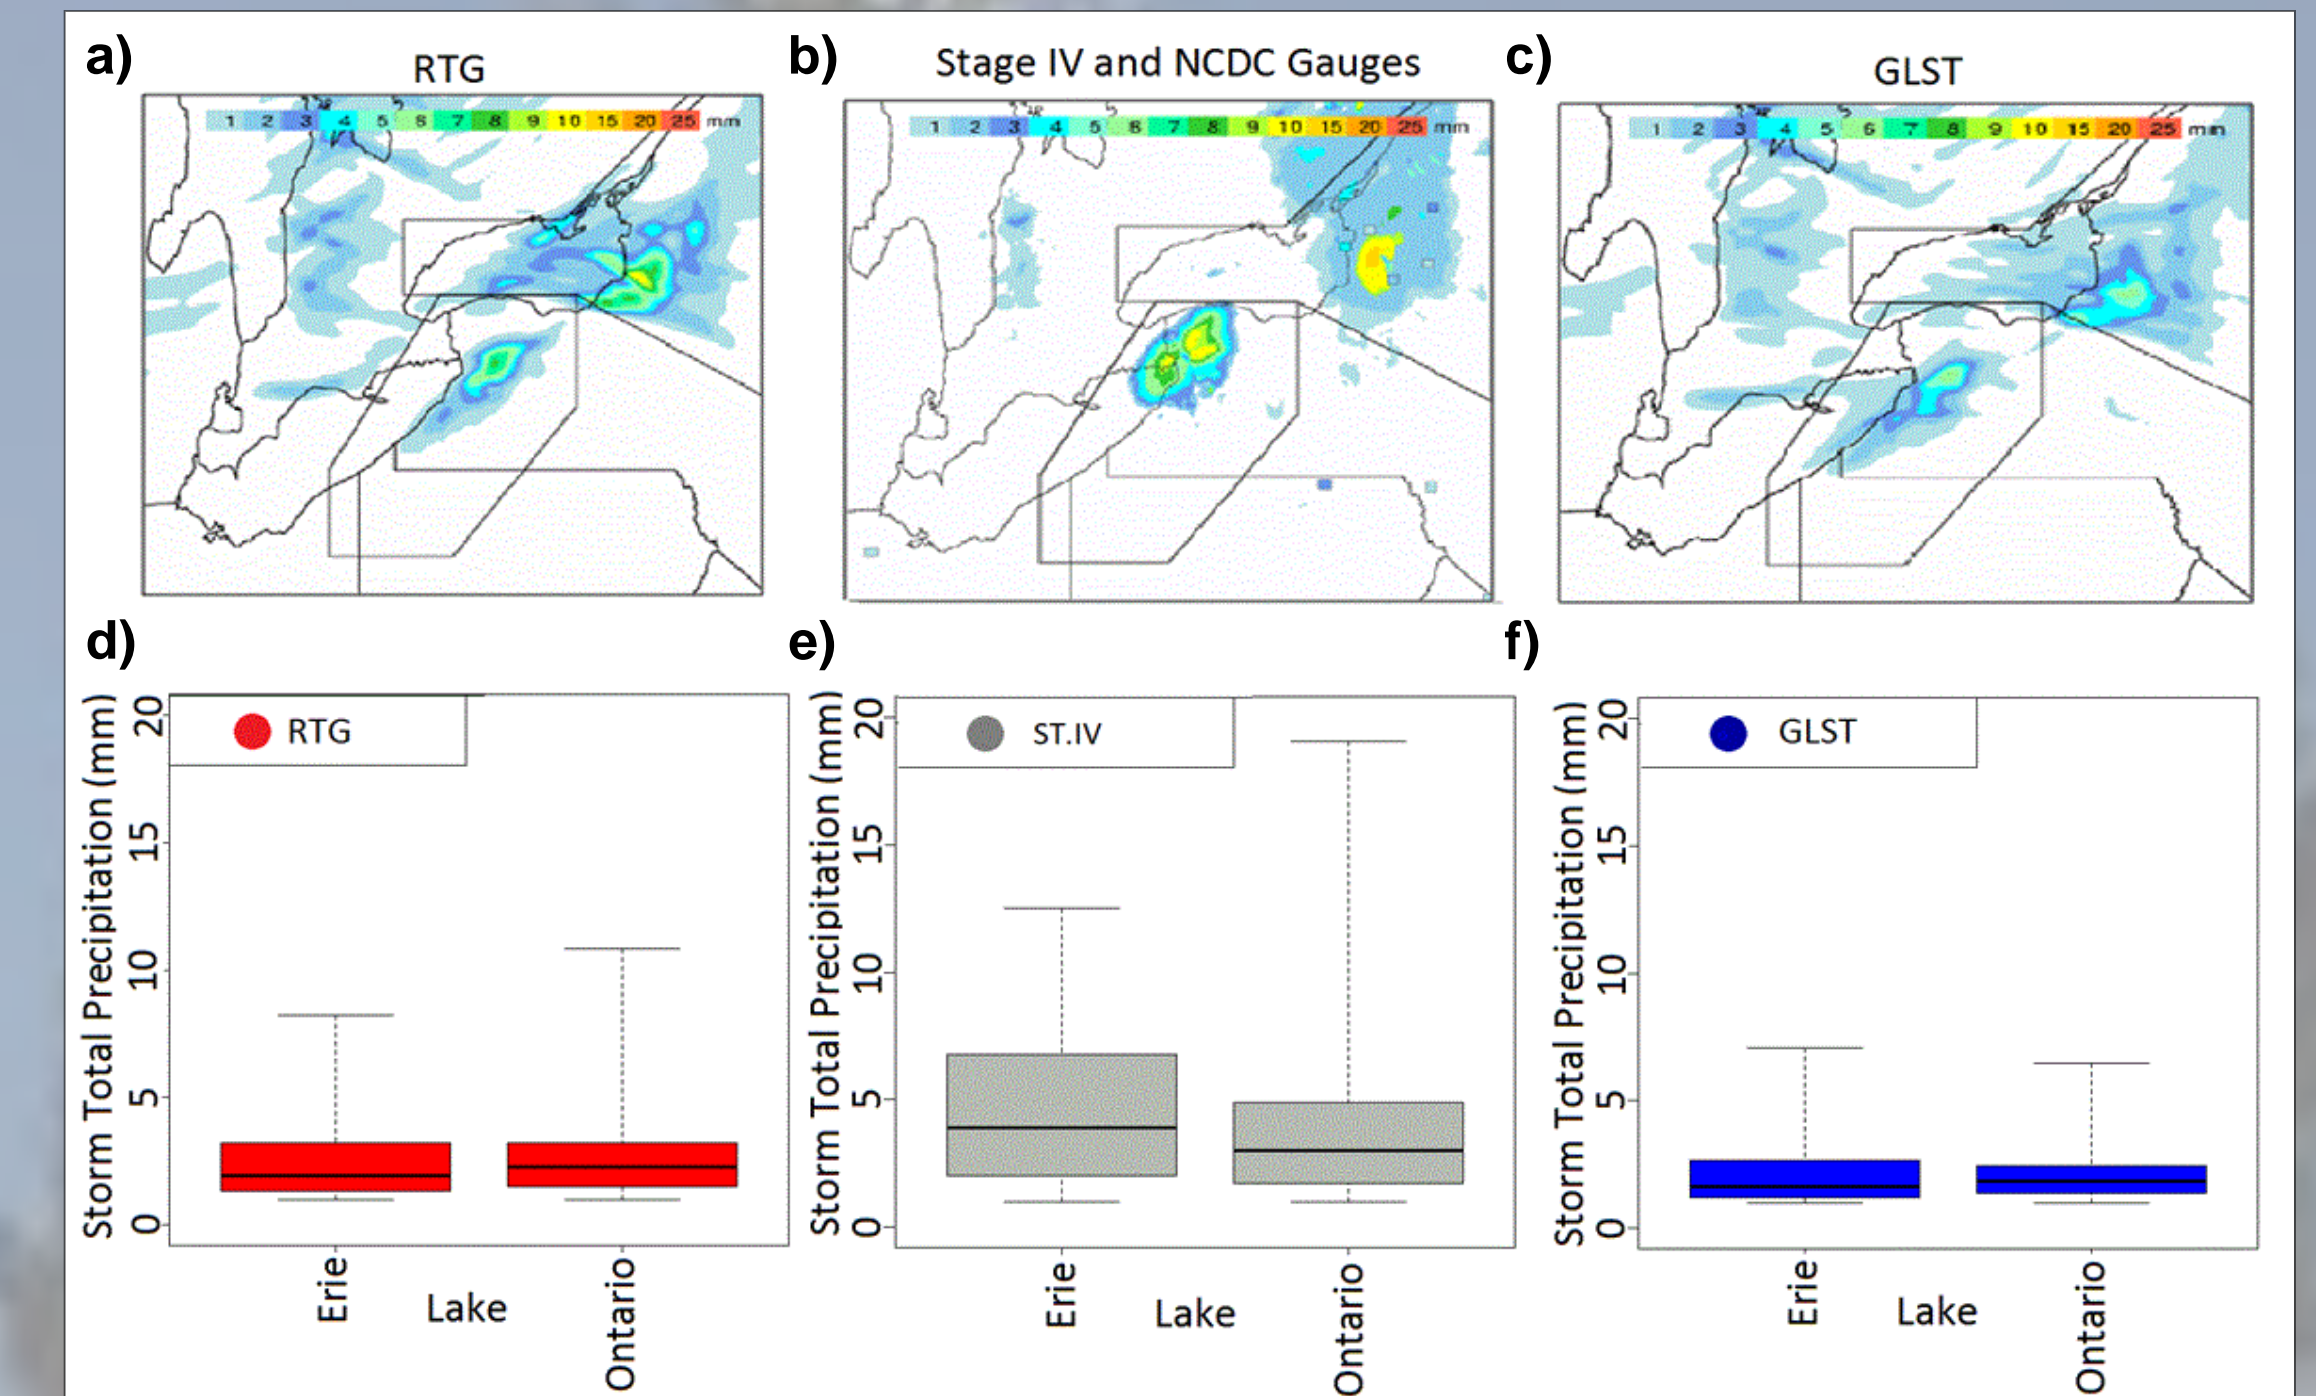 a)
RTG
b)
Stage IV and NCDC Gauges
c)
GLST
1 2 3 4 5 6 7 8 9 10 15 20 25 mm
1 2 3 4 5 6 7 8 9 10 15 20 25 mm
1 2 3 4 5 6 7 8 9 10 15 20 25 mm
d)
RTG
Storm Total Precipitation (mm)
20
15
10
5
0
Erie
Lake
Ontario
e)
ST.IV
Storm Total Precipitation (mm)
20
15
10
5
0
Erie
Lake
Ontario
f)
GLST
Storm Total Precipitation (mm)
20
15
10
5
0
Erie
Lake
Ontario